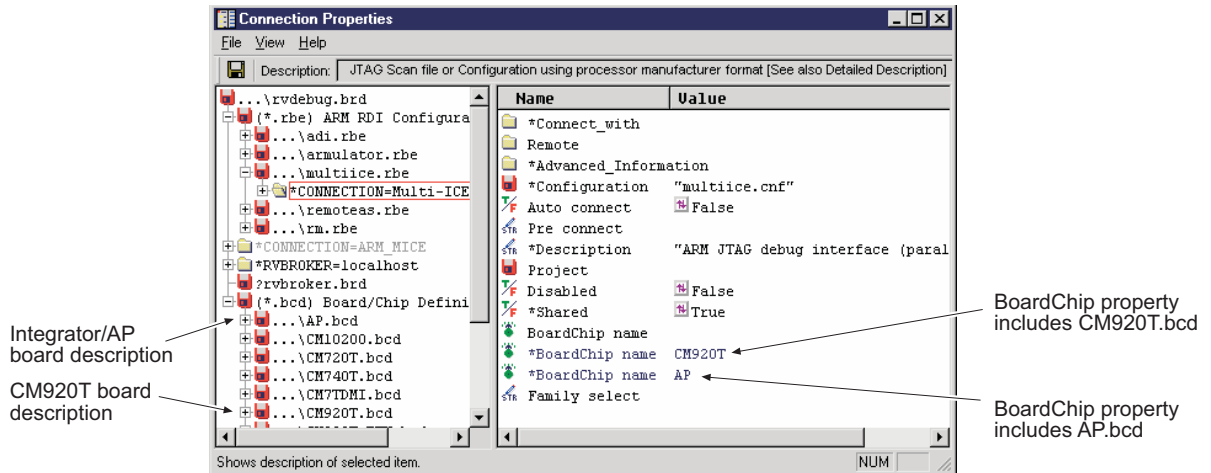 Connection Properties
File View Help
Description: JTAG Scan file or Configuration using processor manufacturer format [See also Detailed Description]
...\rvdebug.brd
(*.rbe) ARM RDI Configura
...\adi.rbe
...\armulator.rbe
...\multiice.rbe
*CONNECTION=Multi-ICE
...\remoteas.rbe
...\rm.rbe
*CONNECTION=ARM_MICE
*RVBROKER=localhost
?rvbroker.brd
(*.bcd) Board/Chip Defini
...\AP.bcd
...\CM10200.bcd
...\CM720T.bcd
...\CM740T.bcd
...\CM7TDMI.bcd
...\CM920T.bcd
Name Value
*Connect_with
Remote
*Advanced_Information
*Configuration "multiice.cnf"
T/F Auto connect False
STR Pre connect
STR *Description "ARM JTAG debug interface (paral
Project
T/F Disabled False
T/F *Shared True
BoardChip name
*BoardChip name CM920T
*BoardChip name AP
STR Family select
Shows description of selected item. NUM
Integrator/AP
board description
CM920T board
description
BoardChip property
includes CM920T.bcd
BoardChip property
includes AP.bcd